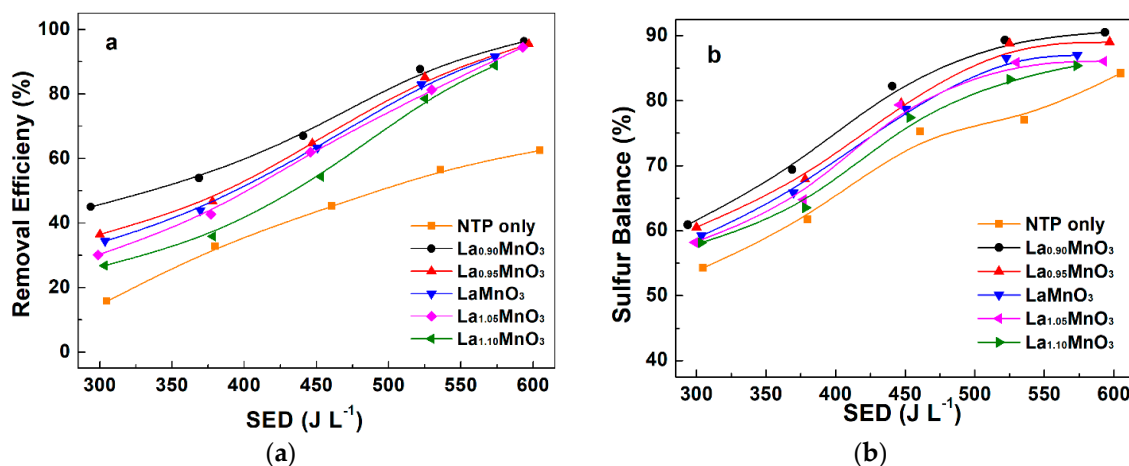 a
Removal Efficieny (%)
100
80
60
40
20
0
NTP only
La0.90MnO3
La0.95MnO3
LaMnO3
La1.05MnO3
La1.10MnO3
300 350 400 450 500 550 600
SED (J L-1)
(a)
b
Sulfur Balance (%)
90
80
70
60
50
40
NTP only
La0.90MnO3
La0.95MnO3
LaMnO3
La1.05MnO3
La1.10MnO3
300 350 400 450 500 550 600
SED (J L-1)
(b)